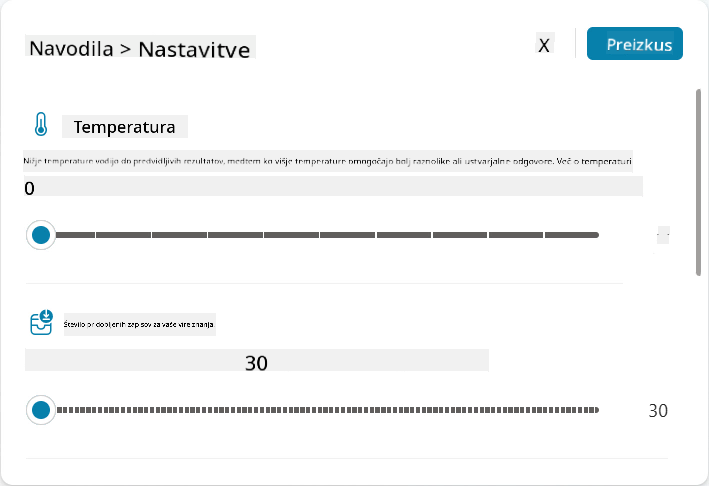 Navodila > Nastavitve
X
Preizkus
Temperatura
Nižje temperature vodijo do predvidljivih rezultatov, medtem ko višje temperature omogočajo bolj raznolike ali ustvarjalne odgovore. Več o temperaturi
0
Število pridobljenih zapisov za vaše vire znanja
30
30